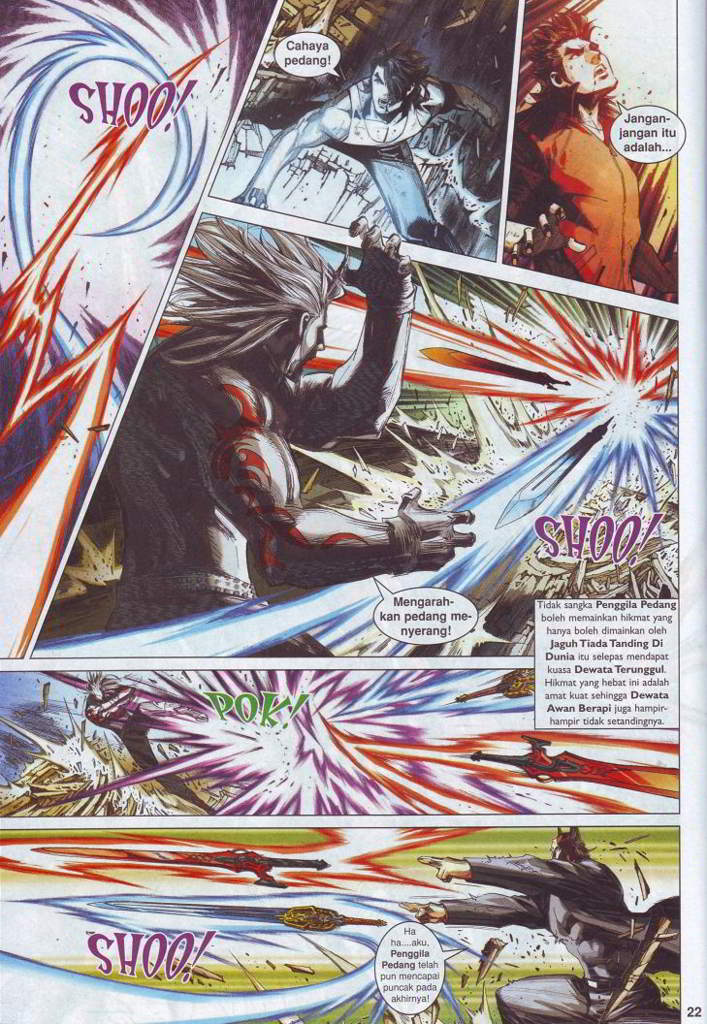 SHOO!
Cahaya
pedang!
Jangan-
jangan itu
adalah...
SHOO!
Mengarah-
kan pedang me-
nyerang!
Tidak sangka Penggila Pedang
boleh memainkan hikmat yang
hanya boleh dimainkan oleh
Jaguh Tiada Tanding Di
Dunia itu selepas mendapat
kuasa Dewata Terunggul.
Hikmat yang hebat ini adalah
amat kuat sehingga Dewata
Awan Berapi juga hampir-
hampir tidak setandingnya.
POK!
SHOO!
Ha
ha....aku,
Penggila
Pedang telah
pun mencapai
puncak pada
akhirnya!
22